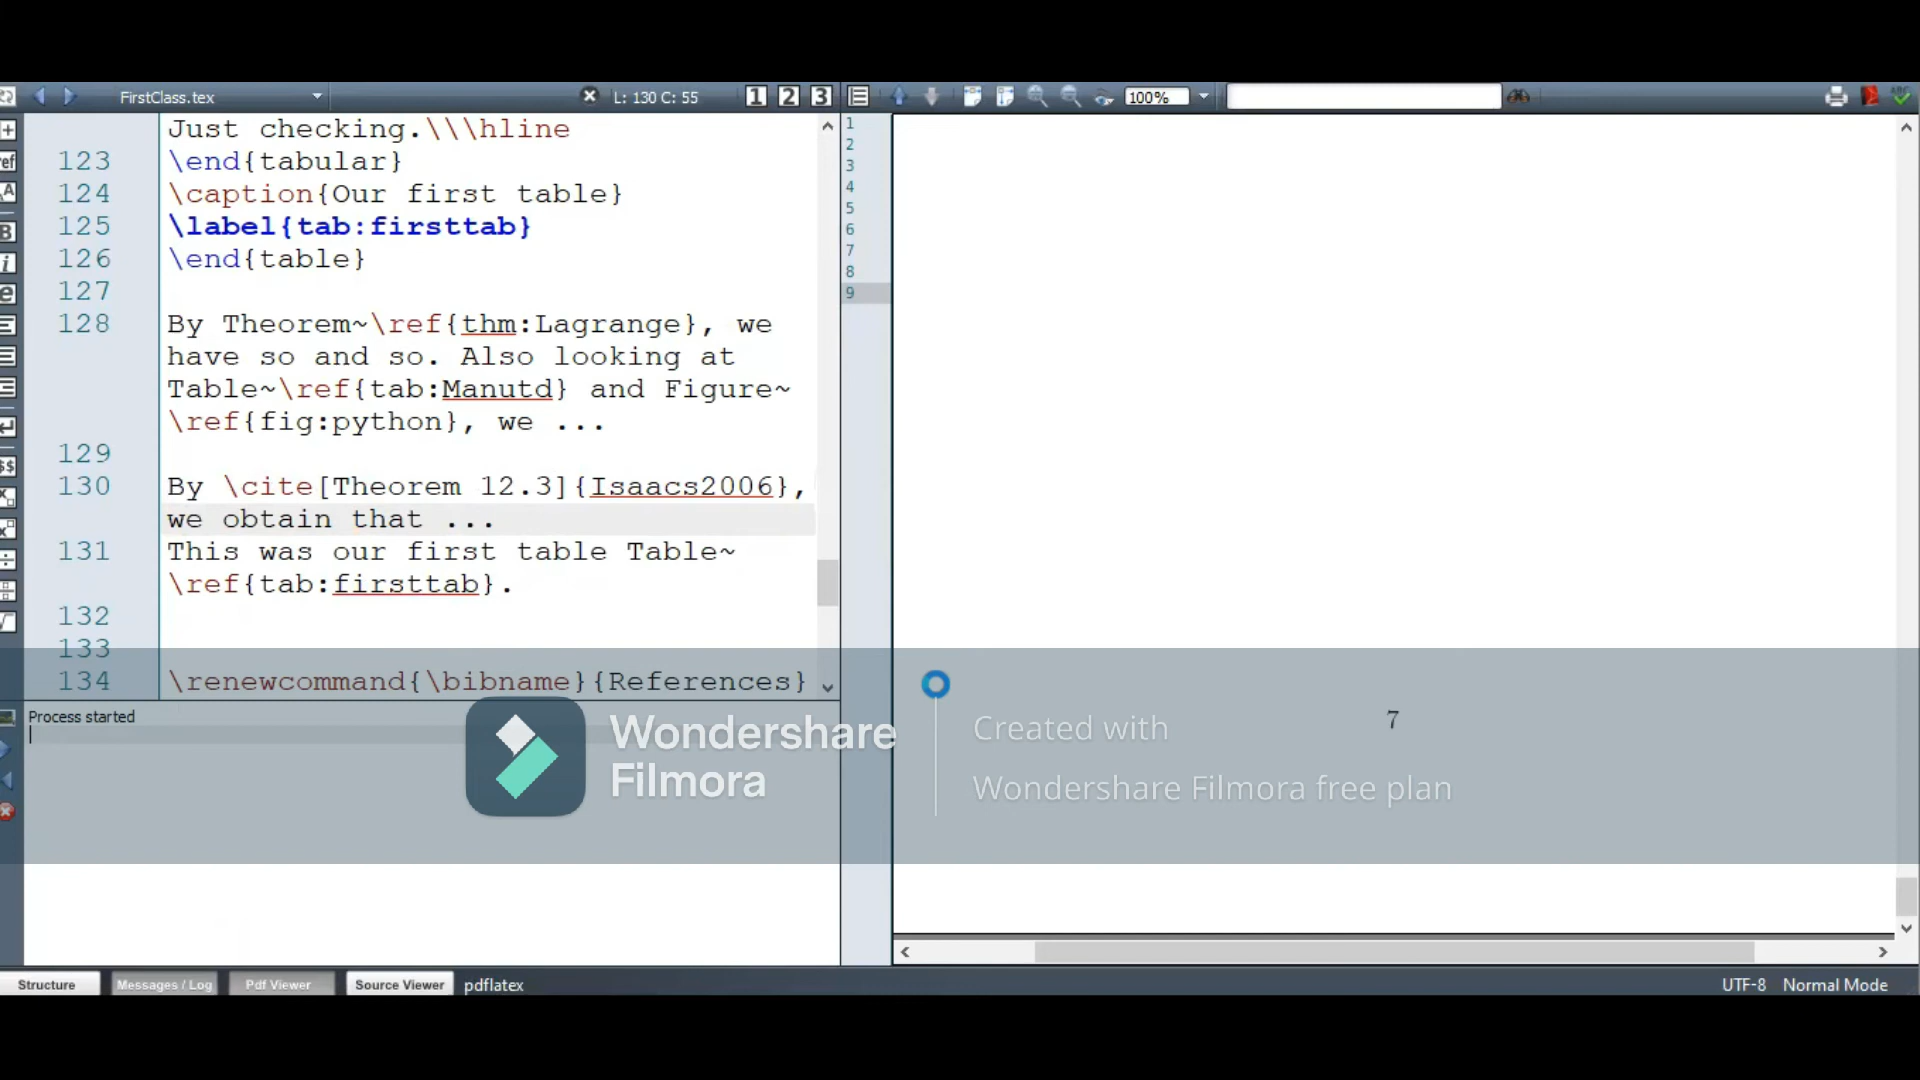 FirstClass.tex
L: 130 C: 55
1 2 3
100%
Just checking.\\\hline
123 \end{tabular}
124 \caption{Our first table}
125 \label{tab:firsttab}
126 \end{table}
127
128 By Theorem~\ref{thm:Lagrange}, we
have so and so. Also looking at
Table~\ref{tab:Manutd} and Figure~
\ref{fig:python}, we ...
129
130 By \cite[Theorem 12.3]{Isaacs2006},
we obtain that ...
131 This was our first table Table~
\ref{tab:firsttab}.
132
133
134 \renewcommand{\bibname}{References}
Process started
1
2
3
4
5
6
7
8
9
7
Wondershare
Filmora
Created with
Wondershare Filmora free plan
Structure
Messages / Log
Pdf Viewer
Source Viewer
pdflatex
UTF-8
Normal Mode